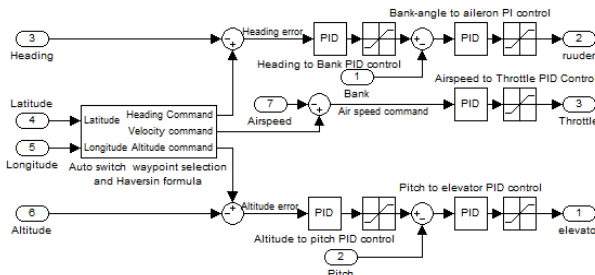 Bank-angle to aileron PI control
3
Heading
Heading error
PID
Heading to Bank PID control
1
Bank
PID
2
ruuder
Airspeed to Throttle PID Control
Latitude
4
5
Longitude
Latitude
Longitude
Heading Command
Velocity command
Altitude command
Auto switch waypoint selection
and Haversin formula
7
Airspeed
Air speed command
PID
3
Throttle
6
Altitude
Altitude error
PID
Altitude to pitch PID control
2
Pitch
Pitch to elevator PID control
PID
1
elevator